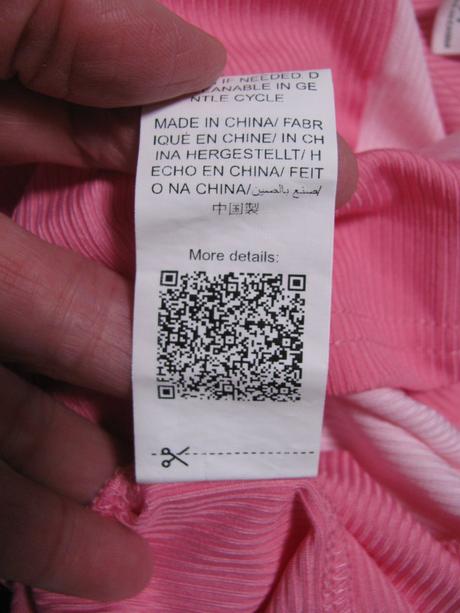 IF NEEDED, D
EANABLE IN GE
NTLE CYCLE
MADE IN CHINA/ FABR
IQUÉ EN CHINE/ IN CH
INA HERGESTELLT/ H
ECHO EN CHINA/ FEIT
O NA CHINA/صنع بالصين/
中国製
More details: